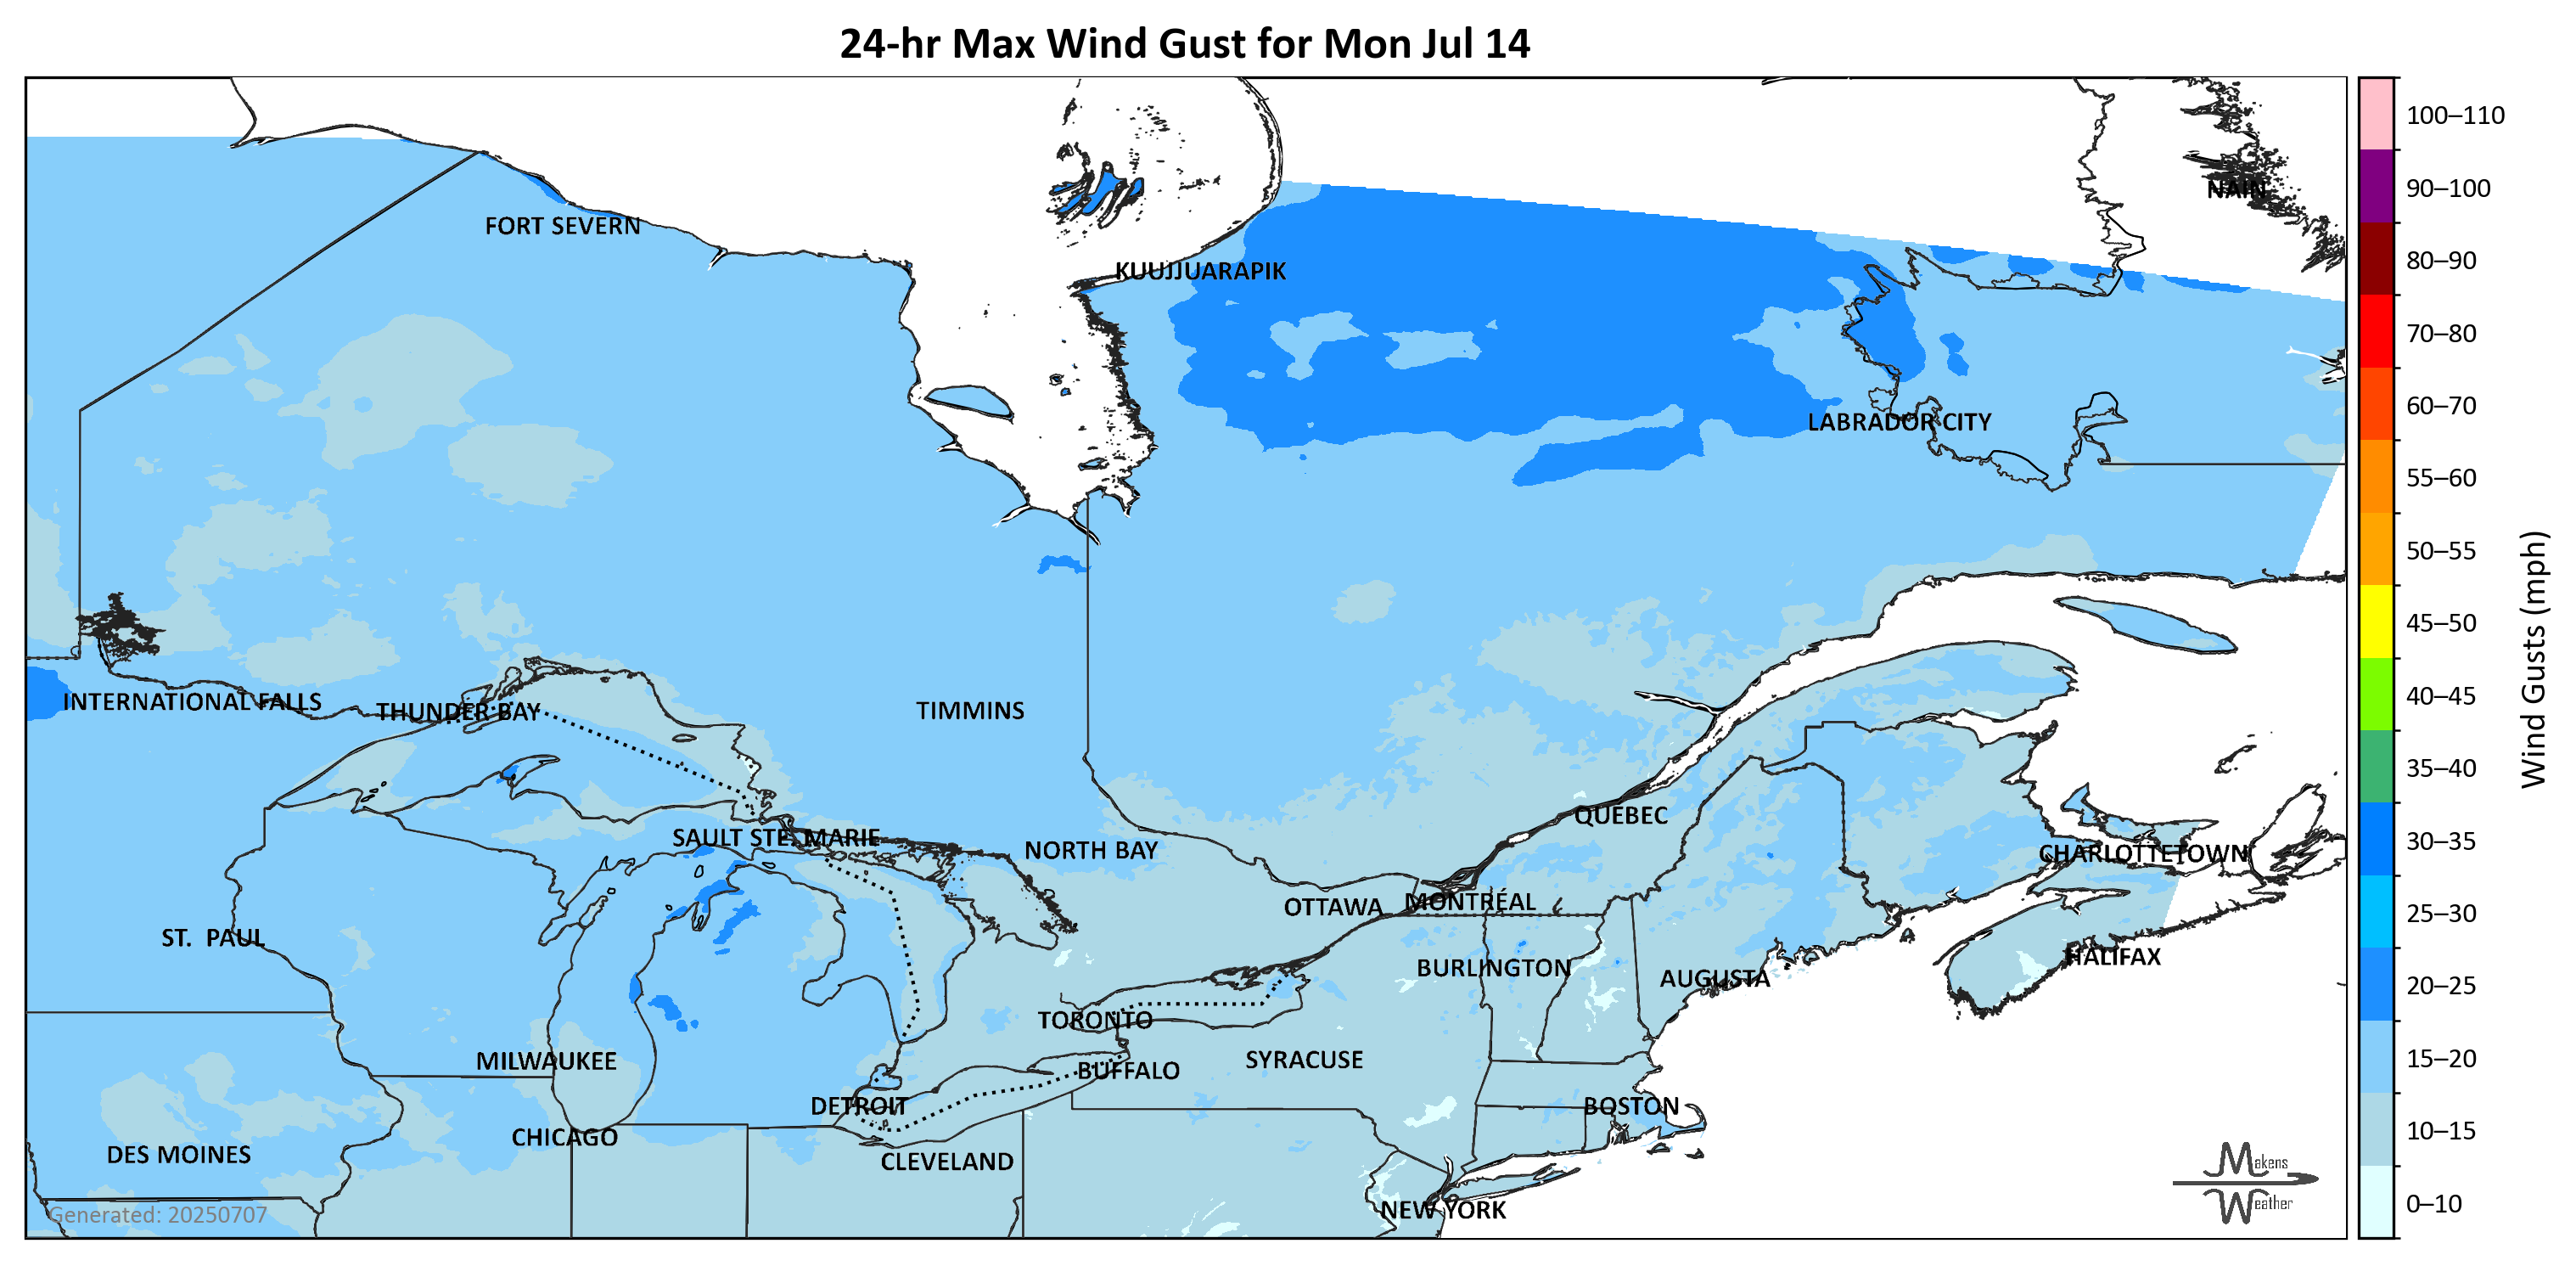 24-hr Max Wind Gust for Mon Jul 14
100–110
90–100
80–90
70–80
60–70
55–60
50–55
45–50
40–45
35–40
30–35
25–30
20–25
15–20
10–15
0–10
Wind Gusts (mph)
NAIN
FORT SEVERN
KUUJJUARAPIK
LABRADOR CITY
INTERNATIONAL FALLS
THUNDER BAY
TIMMINS
QUEBEC
SAULT STE. MARIE
NORTH BAY
CHARLOTTETOWN
OTTAWA
MONTRÉAL
ST. PAUL
HALIFAX
BURLINGTON
AUGUSTA
TORONTO
MILWAUKEE
SYRACUSE
BUFFALO
DETROIT
BOSTON
CHICAGO
DES MOINES
CLEVELAND
NEW YORK
Generated: 20250707
Makens
Weather